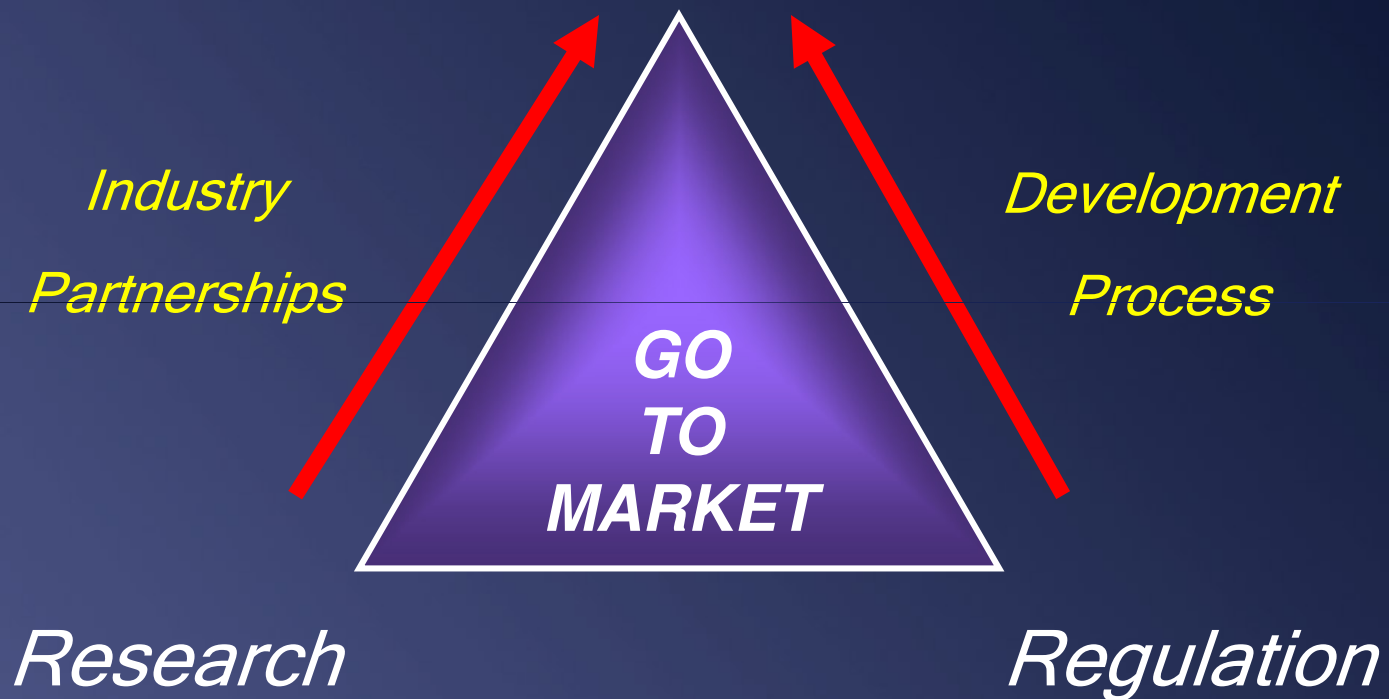 Industry
Partnerships
Development
Process
GO
TO
MARKET
Research
Regulation